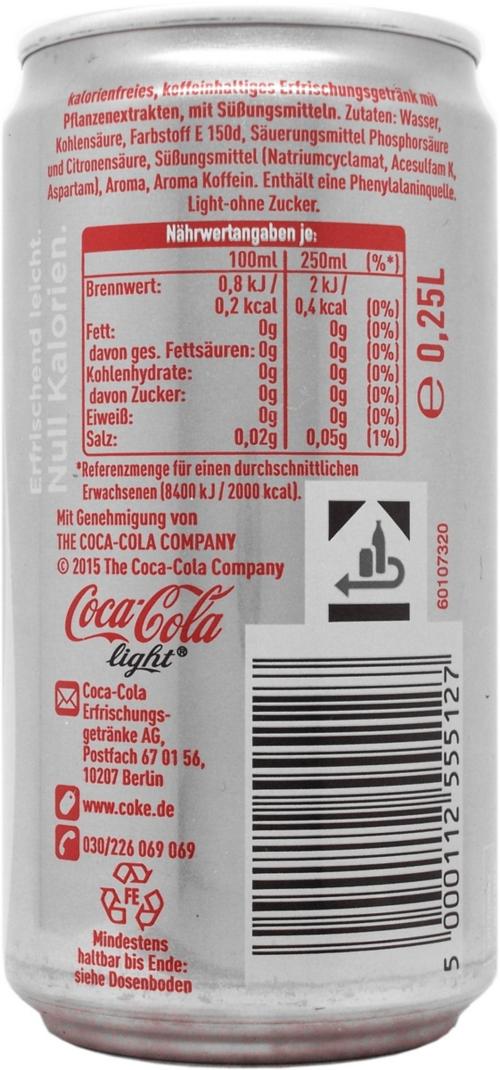 kalorienfreies, koffeinhaltiges Erfrischungsgetränk mit
Pflanzenextrakten, mit Süßungsmitteln. Zutaten: Wasser,
Kohlensäure, Farbstoff E 150d, Säuerungsmittel Phosphorsäure
und Citronensäure, Süßungsmittel (Natriumcyclamat, Acesulfam K,
Aspartam), Aroma, Aroma Koffein. Enthält eine Phenylalaninquelle.
Light-ohne Zucker.
Nährwertangaben je:
100ml 250ml (%*)
Brennwert: 0,8 kJ / 2 kJ /
0,2 kcal 0,4 kcal (0%)
Fett: 0g 0g (0%)
davon ges. Fettsäuren: 0g 0g (0%)
Kohlenhydrate: 0g 0g (0%)
davon Zucker: 0g 0g (0%)
Eiweiß: 0g 0g (0%)
Salz: 0,02g 0,05g (1%)
*Referenzmenge für einen durchschnittlichen
Erwachsenen (8400 kJ / 2000 kcal).
Erfrischend leicht.
Null Kalorien.
e 0,25L
Mit Genehmigung von
THE COCA-COLA COMPANY
© 2015 The Coca-Cola Company
60107320
Coca-Cola
light®
Coca-Cola
Erfrischungs-
getränke AG,
Postfach 67 01 56,
10207 Berlin
www.coke.de
030/226 069 069
FE
Mindestens
haltbar bis Ende:
siehe Dosenboden
5 000112 555127